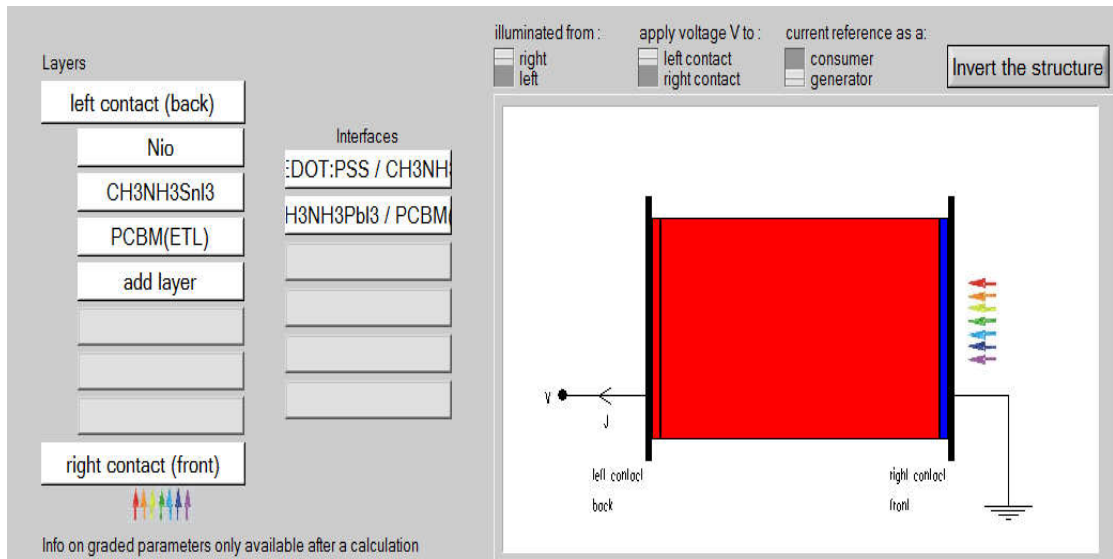 illuminated from :
right
left
apply voltage V to :
left contact
right contact
current reference as a:
consumer
generator
Invert the structure
Layers
left contact (back)
Nio
CH3NH3SnI3
PCBM(ETL)
add layer
right contact (front)
Info on graded parameters only available after a calculation
Interfaces
EDOT:PSS / CH3NH3
H3NH3PbI3 / PCBM(
V
J
left contact
back
right contact
front